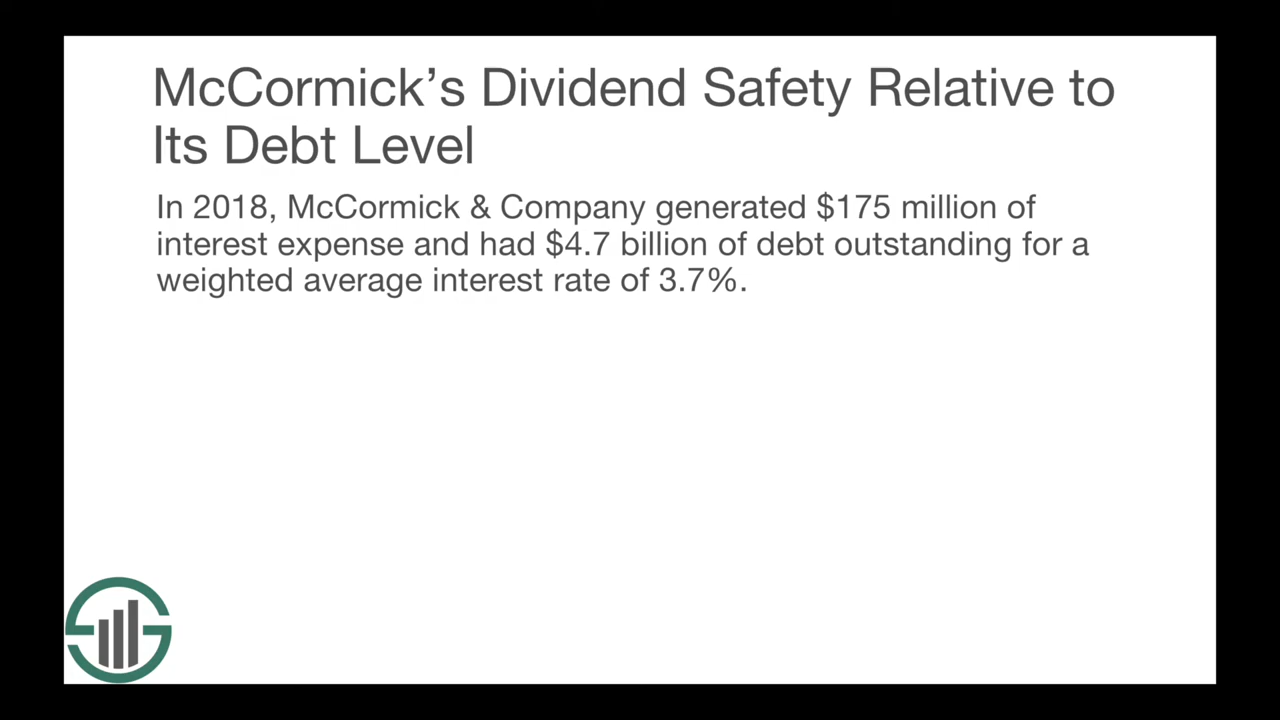 McCormick’s Dividend Safety Relative to
Its Debt Level
In 2018, McCormick & Company generated $175 million of
interest expense and had $4.7 billion of debt outstanding for a
weighted average interest rate of 3.7%.